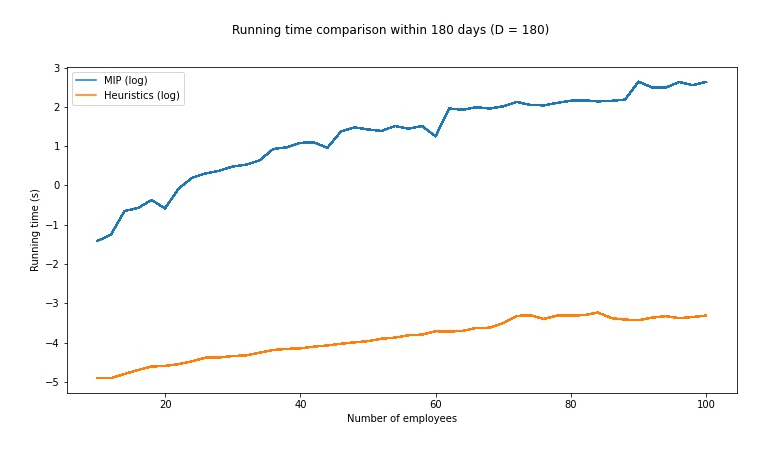 Running time comparison within 180 days (D = 180)
MIP (log)
Heuristics (log)
Running time (s)
3
2
1
0
−1
−2
−3
−4
−5
20
40
60
80
100
Number of employees